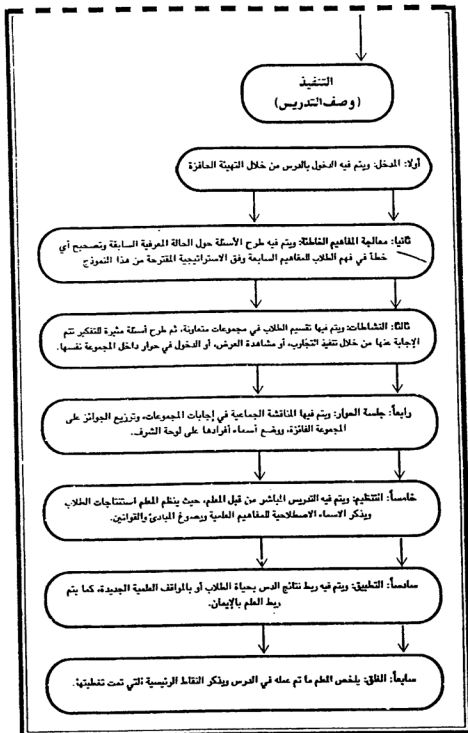 التنفيذ
(وصف التدريس)
أولا: المدخل: ويتم فيه الدخول بالدرس من خلال التهيئة الحافزة
ثانيا: معالجة المفاهيم الخاطئة: ويتم فيه طرح الأسئلة حول الحالة المعرفية السابقة وتصحيح أي
خطأ في فهم الطلاب للمفاهيم السابقة وفق الاستراتيجية المقترحة من هذا النموذج
ثالثا: النشاطات: ويتم فيها تقسيم الطلاب في مجموعات متعاونة، ثم طرح أسئلة مثيرة للتفكير تتم
الإجابة عنها من خلال تنفيذ التجارب، أو مشاهدة العرض، أو الدخول في حوار داخل المجموعة نفسها.
رابعاً: جلسة الحوار: ويتم فيها المناقشة الجماعية في إجابات المجموعات، وتوزيع الجوائز على
المجموعة الفائزة، ووضع أسماء أفرادها على لوحة الشرف.
خامساً: التنظيم: ويتم فيه التدريس المباشر من قبل المعلم، حيث ينظم المعلم استنتاجات الطلاب
ويذكر الاسماء الاصطلاحية للمفاهيم العلمية ويصوغ المبادئ والقوانين.
سادساً: التطبيق: ويتم فيه ربط نتائج الدس بحياة الطلاب أو بالمواقف العلمية الجديدة، كما يتم
ربط العلم بالإيمان.
سابعاً: الغلق: يلخص المعلم ما تم عمله في الدرس ويذكر النقاط الرئيسية التي تمت تغطيتها.